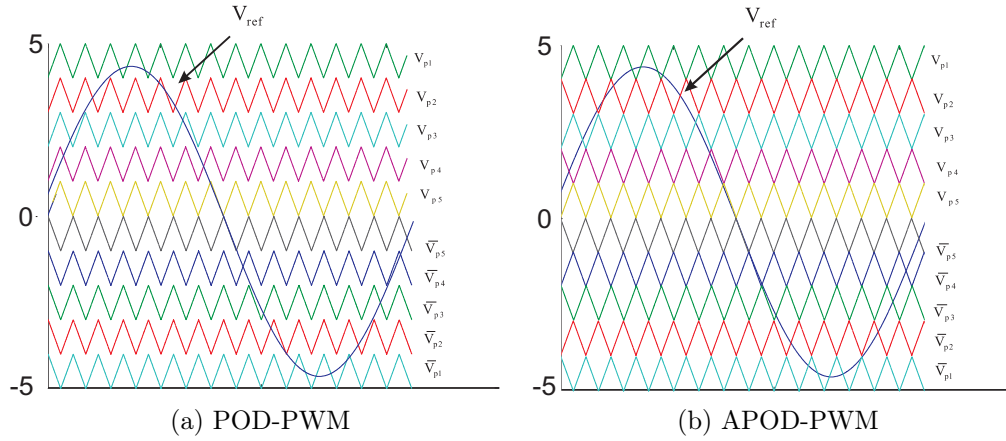 V_ref
5
V_p1
V_p2
V_p3
V_p4
V_p5
0
V̅_p5
V̅_p4
V̅_p3
V̅_p2
V̅_p1
-5
(a) POD-PWM
V_ref
5
V_p1
V_p2
V_p3
V_p4
V_p5
0
V̅_p5
V̅_p4
V̅_p3
V̅_p2
V̅_p1
-5
(b) APOD-PWM